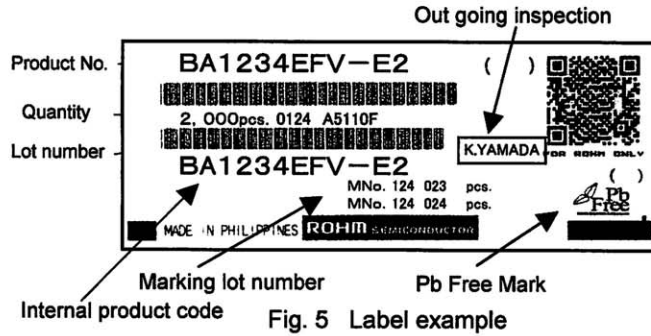 Out going inspection
Product No.
BA1234EFV-E2
( )
Quantity
2, 000pcs. 0124 A5110F
Lot number
K.YAMADA
FOR ROHM ONLY
BA1234EFV-E2
( )
MNo. 124 023 pcs.
MNo. 124 024 pcs.
Pb
Free
MADE IN PHILIPPINES ROHM SEMICONDUCTOR
Marking lot number
Pb Free Mark
Internal product code
Fig. 5 Label example